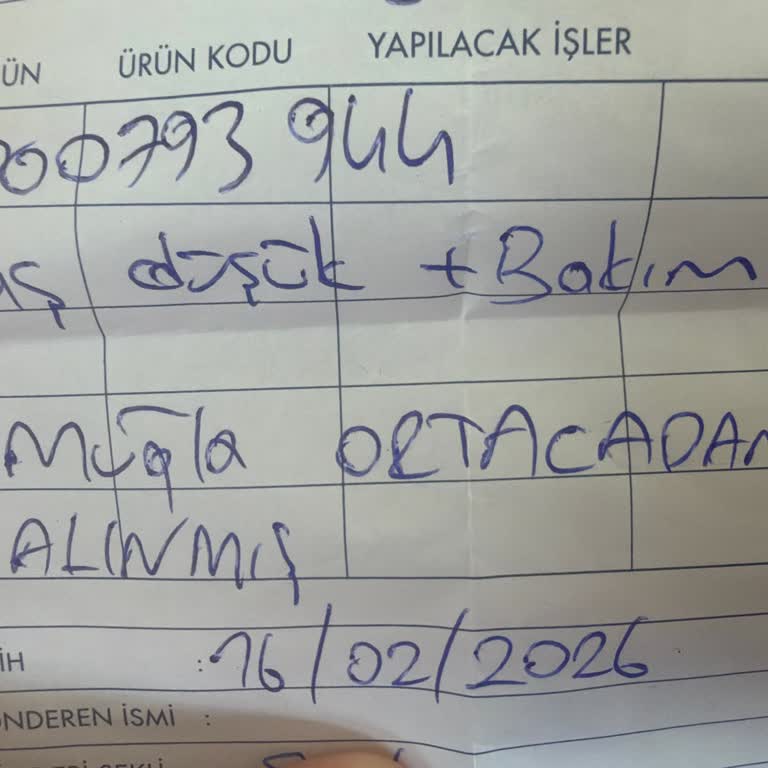 ÜN ÜRÜN KODU YAPILACAK İŞLER
00793 944
aş düşük + Bakım
Muğla ORTACADAN
ALINMIŞ
İH : 16/02/2026
ÖNDEREN İSMİ :